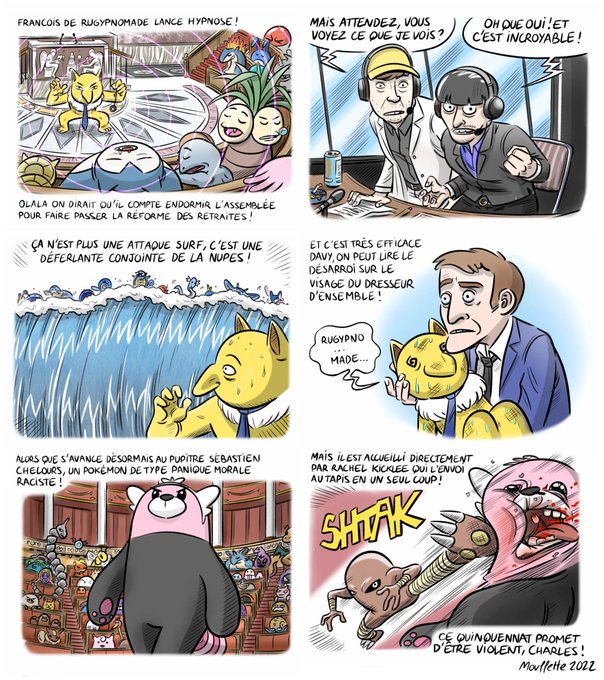 FRANCOIS DE RUGYPNOMADE LANCE HYPNOSE !
OLALA ON DIRAIT QU'IL COMPTE ENDORMIR L'ASSEMBLÉE
POUR FAIRE PASSER LA RÉFORME DES RETRAITES !
MAIS ATTENDEZ, VOUS
VOYEZ CE QUE JE VOIS ?
OH QUE OUI ! ET
C'EST INCROYABLE !
ÇA N'EST PLUS UNE ATTAQUE SURF, C'EST UNE
DÉFERLANTE CONJOINTE DE LA NUPES !
ET C'EST TRÈS EFFICACE
DAVY, ON PEUT LIRE LE
DÉSARROI SUR LE
VISAGE DU DRESSEUR
D'ENSEMBLE !
RUGYPNO
...
MADE...
ALORS QUE S'AVANCE DÉSORMAIS AU PUPÎTRE SÉBASTIEN
CHELOURS, UN POKÉMON DE TYPE PANIQUE MORALE
RACISTE !
MAIS IL EST ACCUEILLI DIRECTEMENT
PAR RACHEL KICKLEE QUI L'ENVOI
AU TAPIS EN UN SEUL COUP !
SHTAK
CE QUINQUENNAT PROMET
D'ÊTRE VIOLENT, CHARLES !
Mouflette 2022